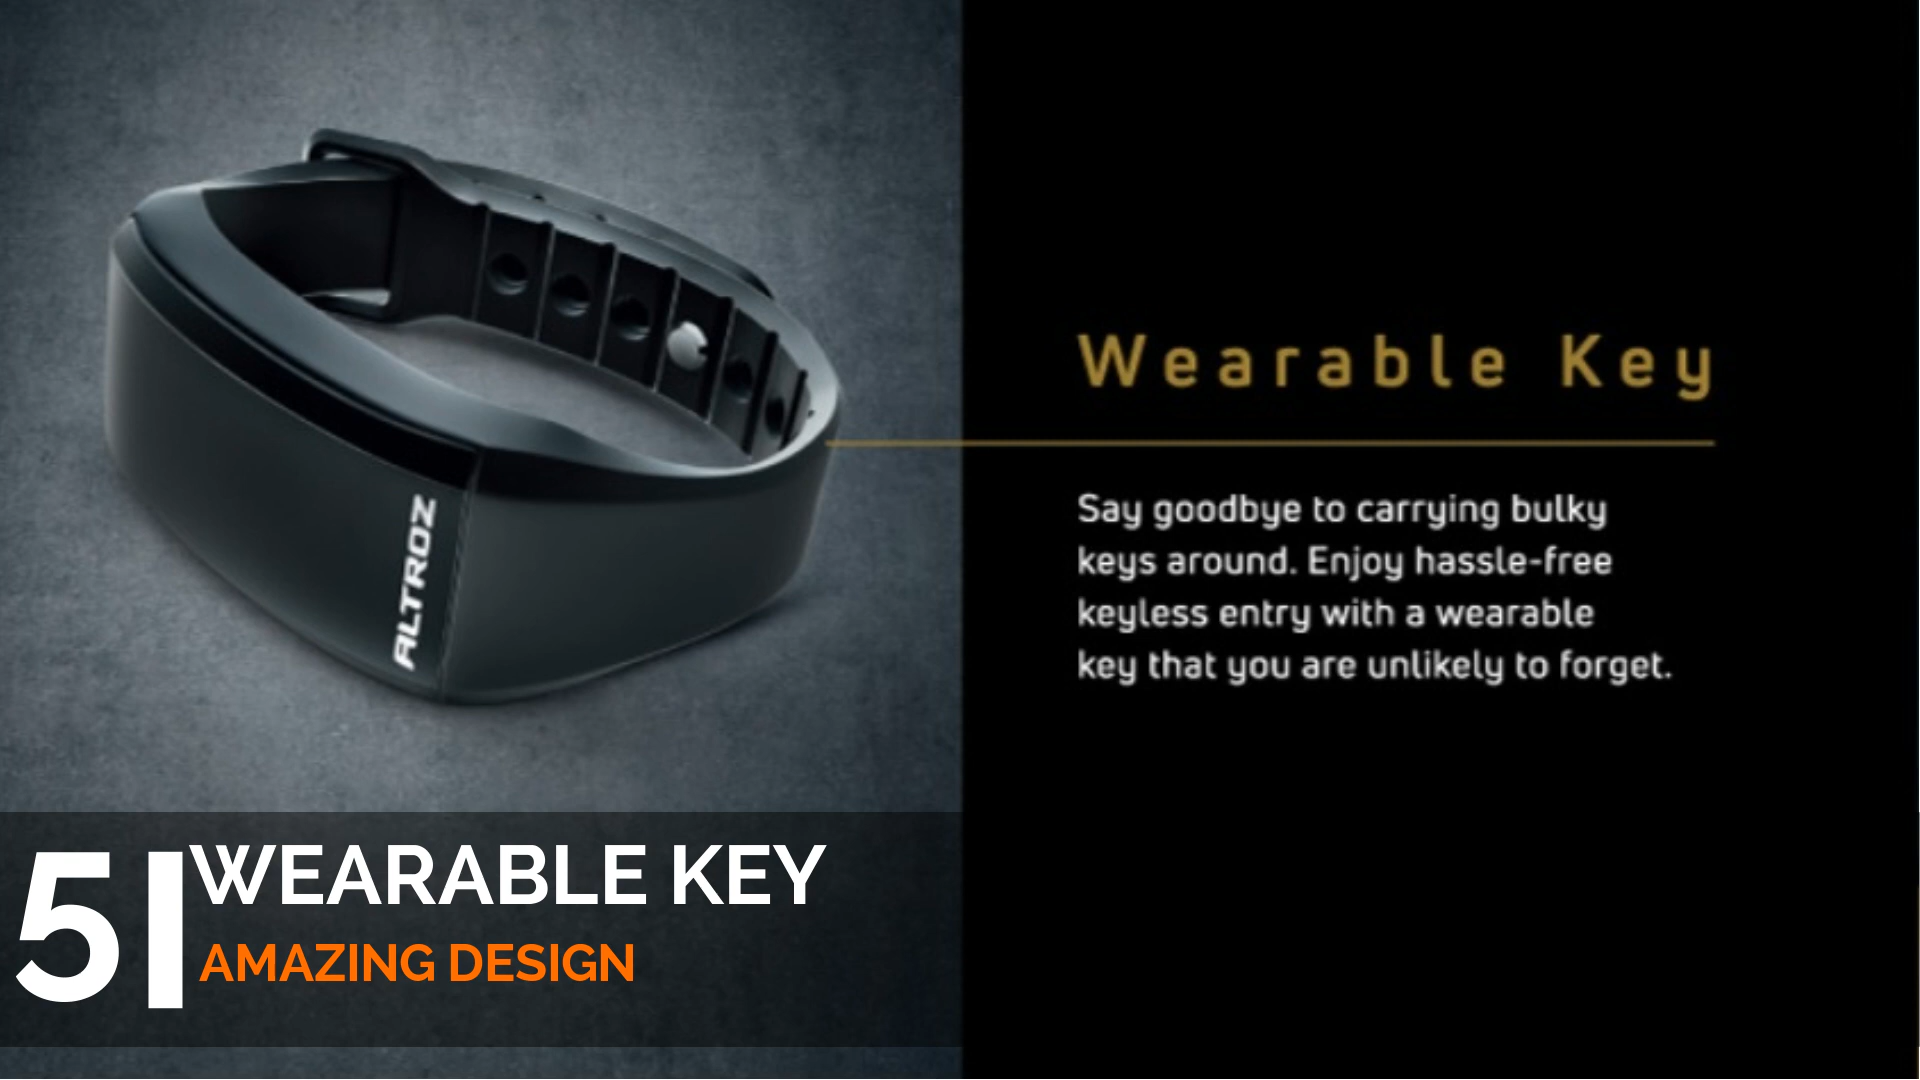 ALTROZ
Wearable Key
Say goodbye to carrying bulky
keys around. Enjoy hassle-free
keyless entry with a wearable
key that you are unlikely to forget.
5
WEARABLE KEY
AMAZING DESIGN